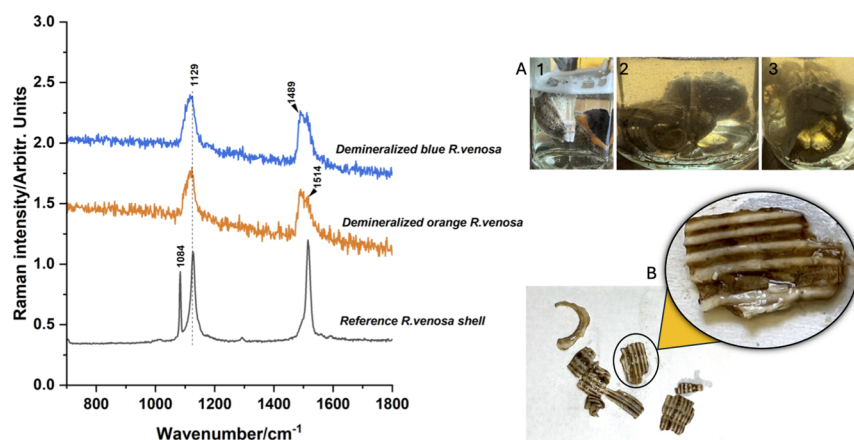 3.0
2.5
2.0
1.5
1.0
0.5
0.0
Raman intensity/Arbitr. Units
1129
1489
Demineralized blue R.venosa
1514
Demineralized orange R.venosa
1084
Reference R.venosa shell
800 1000 1200 1400 1600 1800
Wavenumber/cm-1
A
1 2 3
B